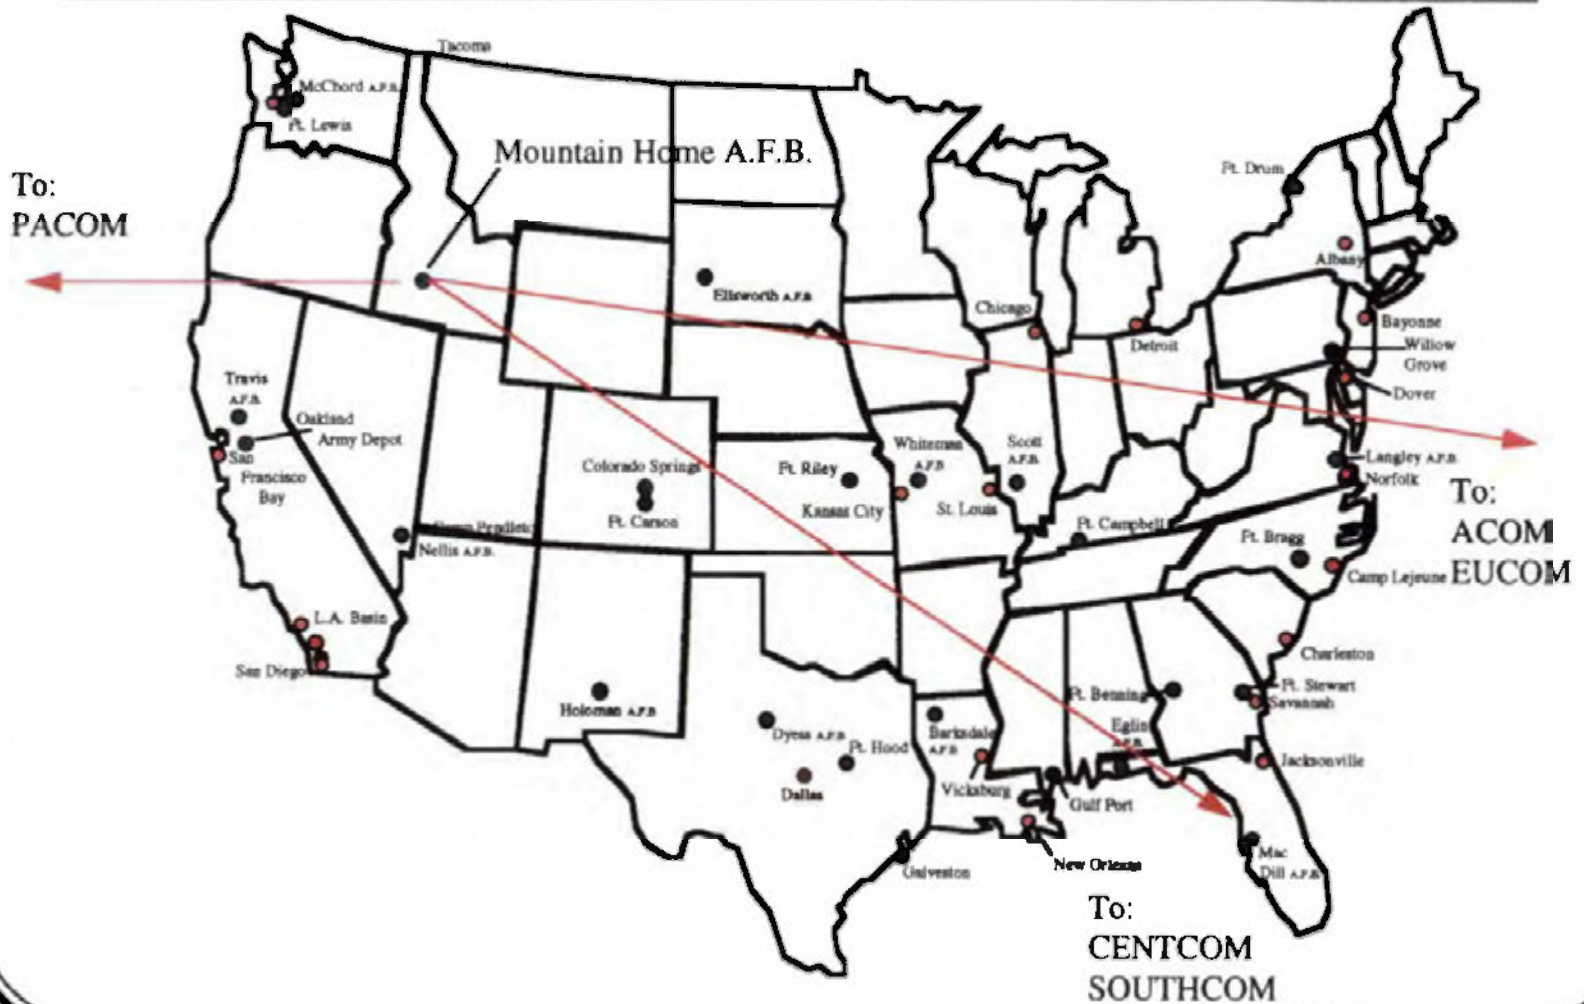 Tacoma
McChord A.F.B.
Ft. Lewis
Mountain Home A.F.B.
To:
PACOM
Ft. Drum
Albany
Ellsworth A.F.B
Chicago
Detroit
Bayonne
Willow
Grove
Dover
Travis
A.F.B.
Oakland
Army Depot
San
Francisco
Bay
Colorado Springs
Ft. Carson
Ft. Riley
Kansas City
Whiteman
A.F.B
St. Louis
Scott
A.F.B.
Langley A.F.B.
Norfolk
To:
ACOM
EUCOM
Camp Pendleto
Nellis A.F.B.
Ft. Campbell
Ft. Bragg
Camp Lejeune
L.A. Basin
San Diego
Charleston
Holoman A.F.B
Dyess A.F.B
Ft. Hood
Dallas
Barksdale
A.F.B
Vicksburg
Ft. Benning
Eglin
A.F.B.
Ft. Stewart
Savannah
Jacksonville
Gulf Port
Galveston
New Orleans
Mac
Dill A.F.B.
To:
CENTCOM
SOUTHCOM